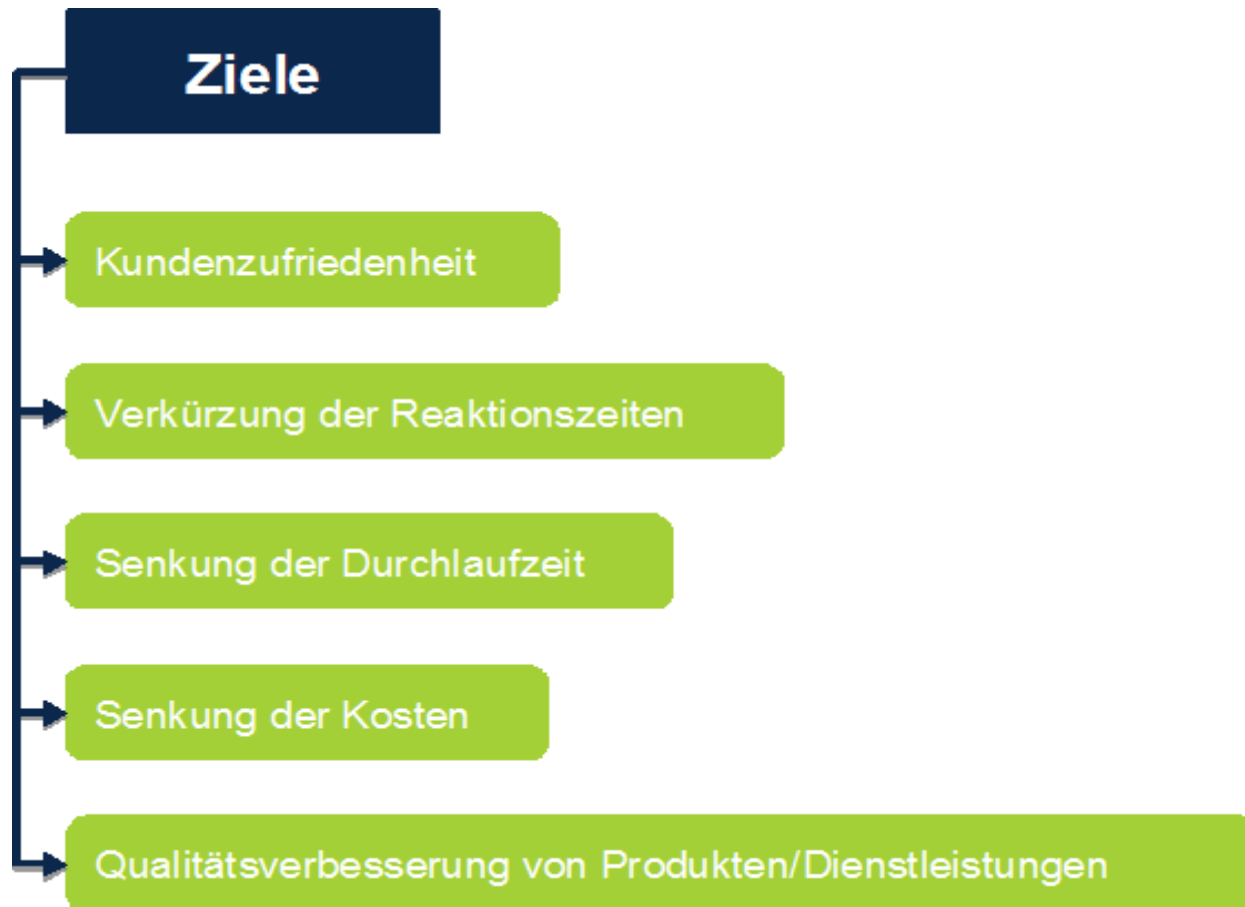 Ziele
Kundenzufriedenheit
Verkürzung der Reaktionszeiten
Senkung der Durchlaufzeit
Senkung der Kosten
Qualitätsverbesserung von Produkten/Dienstleistungen